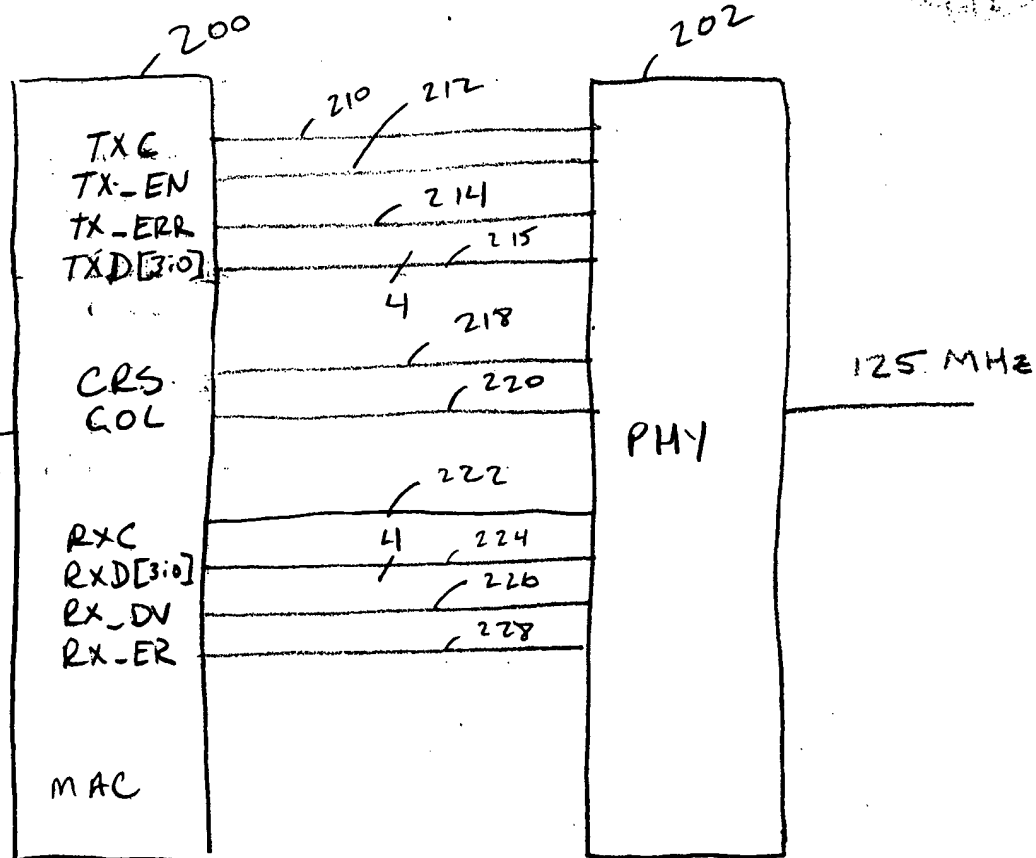 200
202
210
212
TXC
TX_EN
TX_ERR
214
TXD[3:0]
215
4
218
CRS
220
COL
125 MHz
PHY
222
RXC
4
224
RXD[3:0]
226
RX_DV
228
RX_ER
MAC